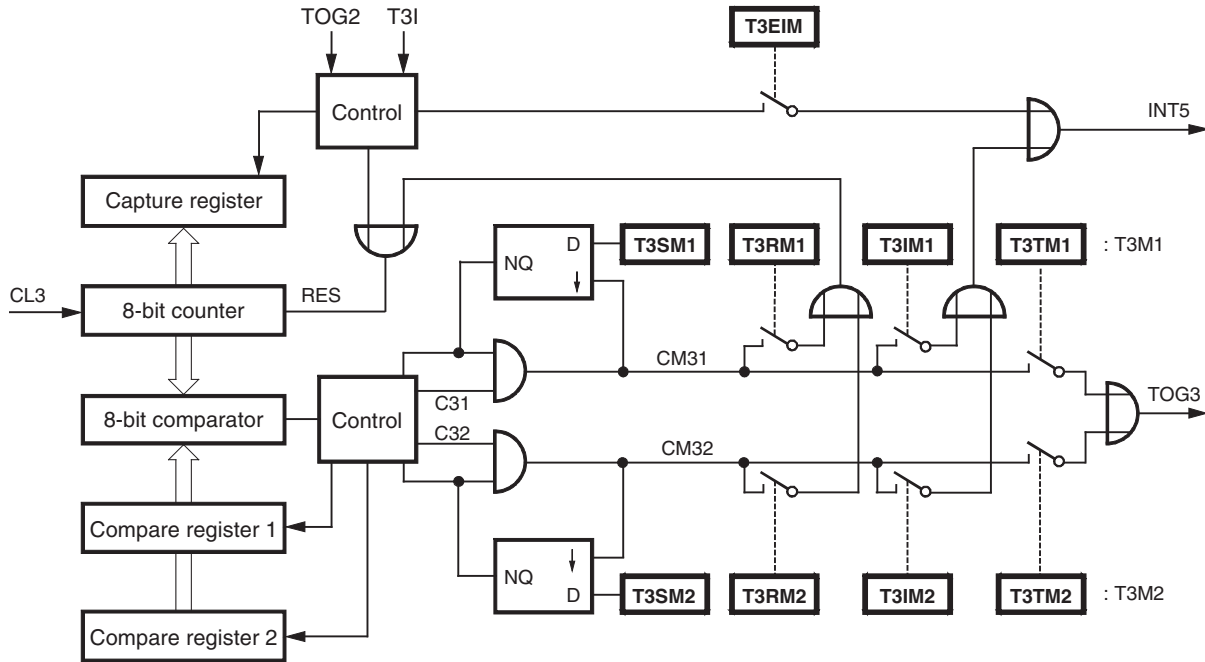 TOG2 T3I
T3EIM
Control
INT5
Capture register
D
T3SM1
T3RM1
T3IM1
T3TM1
: T3M1
NQ
CL3
8-bit counter
RES
CM31
8-bit comparator
Control
C31
C32
TOG3
CM32
Compare register 1
NQ
D
T3SM2
T3RM2
T3IM2
T3TM2
: T3M2
Compare register 2